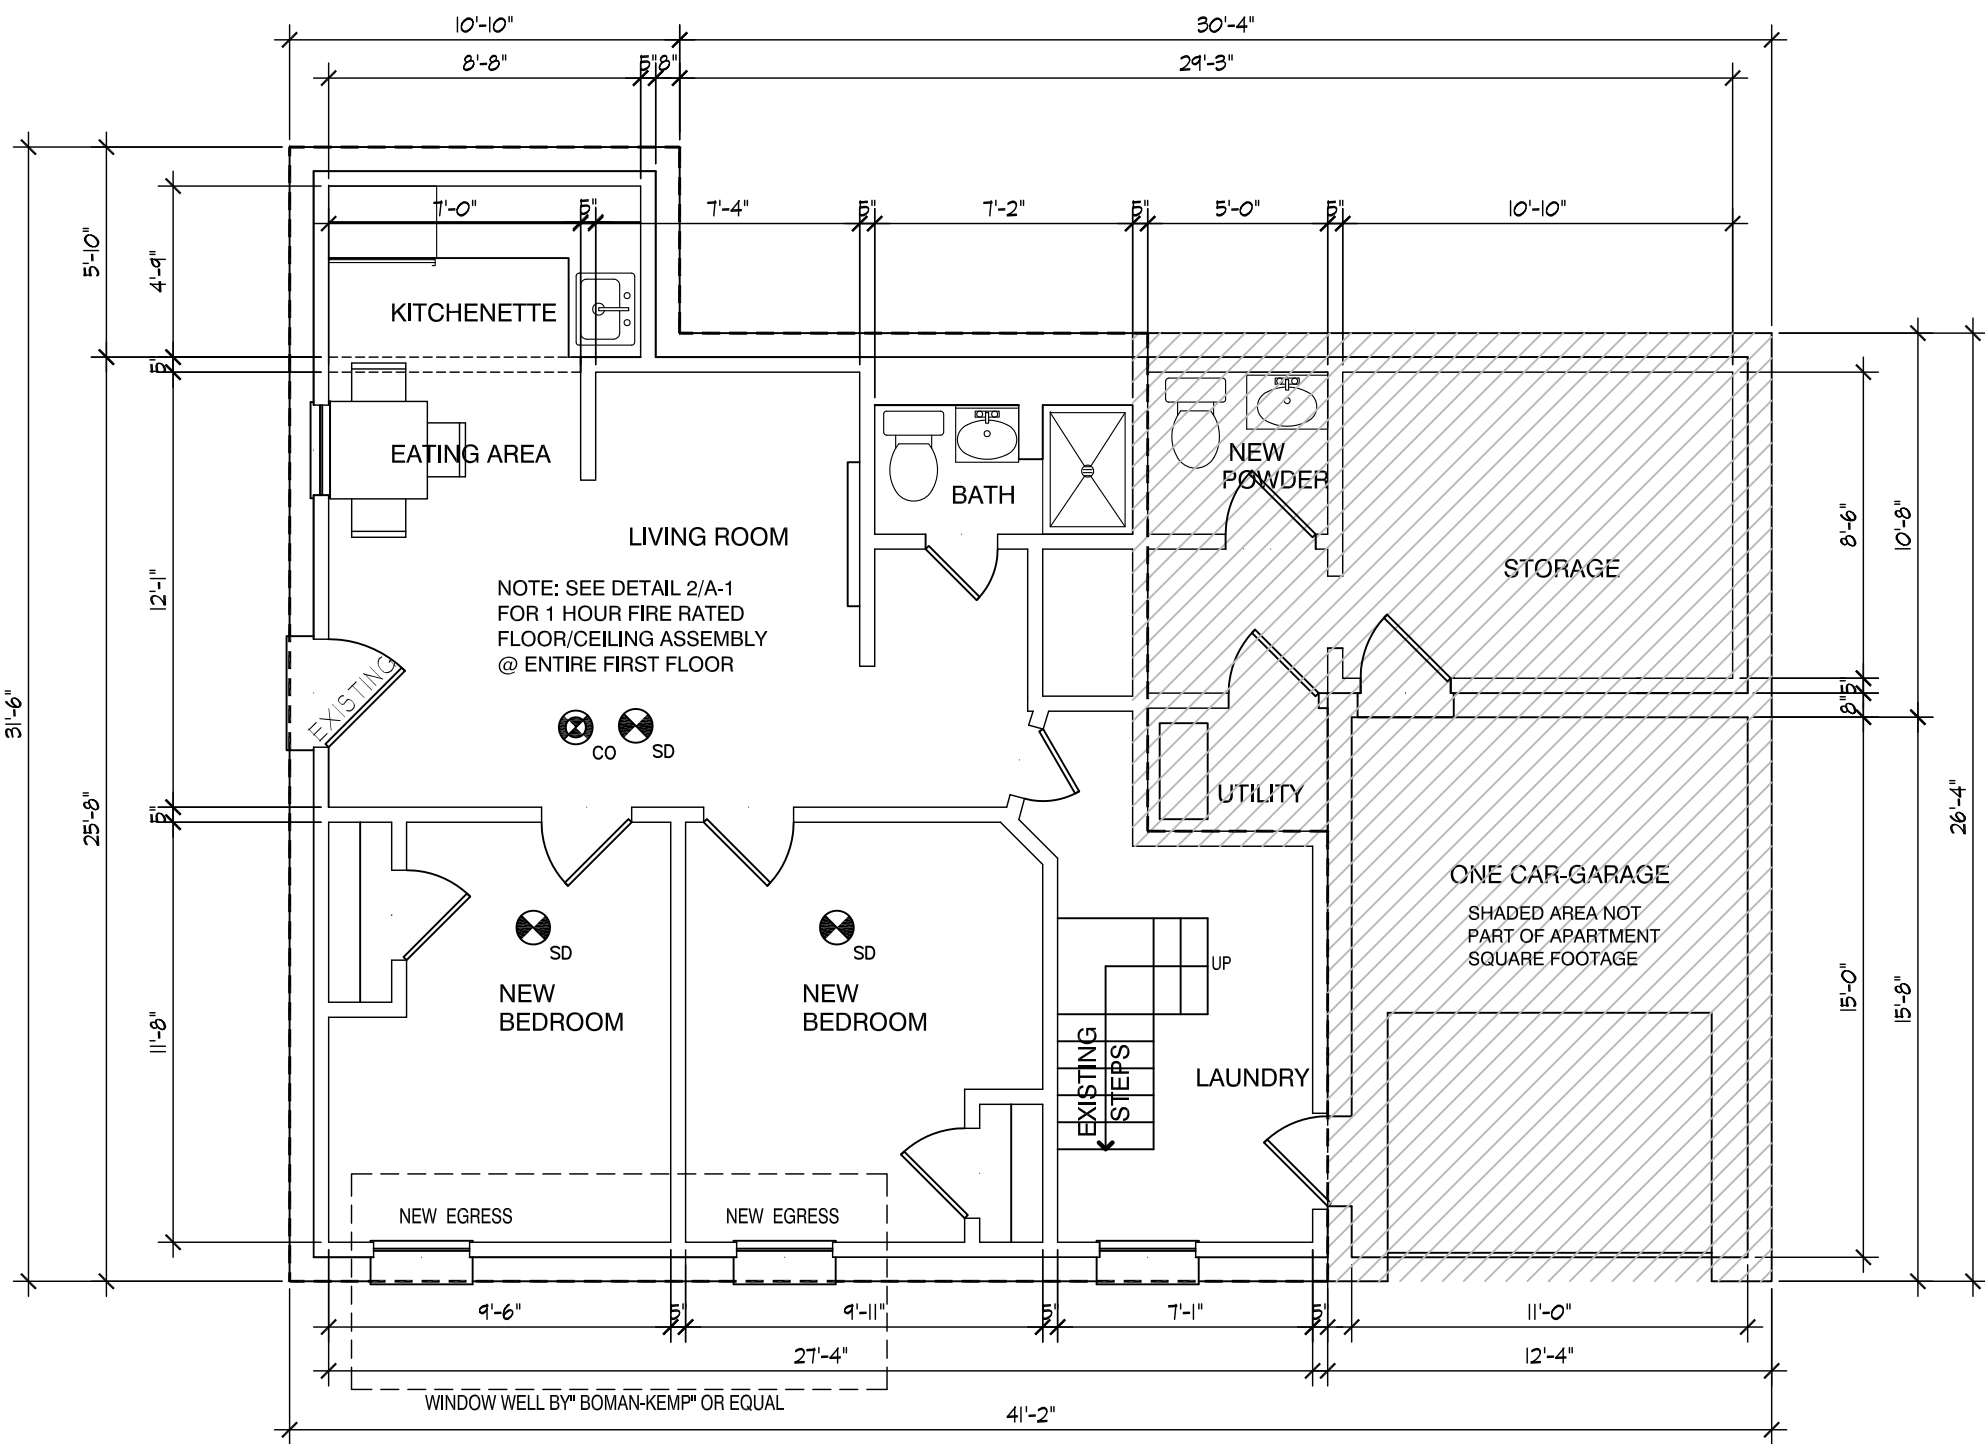 10'-10"
30'-4"
8'-8"
5"
8"
29'-3"
7'-0"
5"
7'-4"
5"
7'-2"
5"
5'-0"
5"
10'-10"
5'-10"
4'-9"
5"
KITCHENETTE
EATING AREA
LIVING ROOM
BATH
NEW
POWDER
STORAGE
NOTE: SEE DETAIL 2/A-1
FOR 1 HOUR FIRE RATED
FLOOR/CEILING ASSEMBLY
@ ENTIRE FIRST FLOOR
EXISTING
CO
SD
UTILITY
12'-1"
31'-6"
25'-8"
5"
11'-8"
8'-6"
10'-8"
5"
8"
26'-4"
15'-0"
15'-8"
ONE CAR-GARAGE
SHADED AREA NOT
PART OF APARTMENT
SQUARE FOOTAGE
SD
NEW
BEDROOM
SD
NEW
BEDROOM
UP
EXISTING
STEPS
LAUNDRY
NEW EGRESS
NEW EGRESS
9'-6"
5"
9'-11"
5"
7'-1"
5"
11'-0"
27'-4"
12'-4"
WINDOW WELL BY" BOMAN-KEMP" OR EQUAL
41'-2"